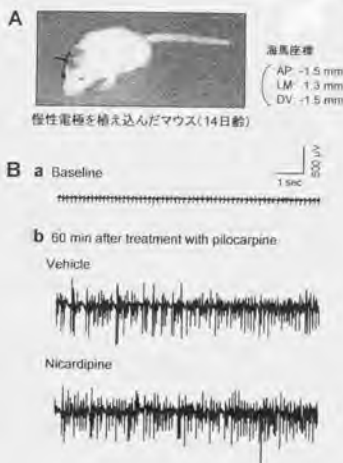 A
海馬座標
AP: -1.5 mm
LM: 1.3 mm
DV: -1.5 mm
慢性電極を植え込んだマウス(14日齢)
500 μV
1 sec
B a Baseline
b 60 min after treatment with pilocarpine
Vehicle
Nicardipine